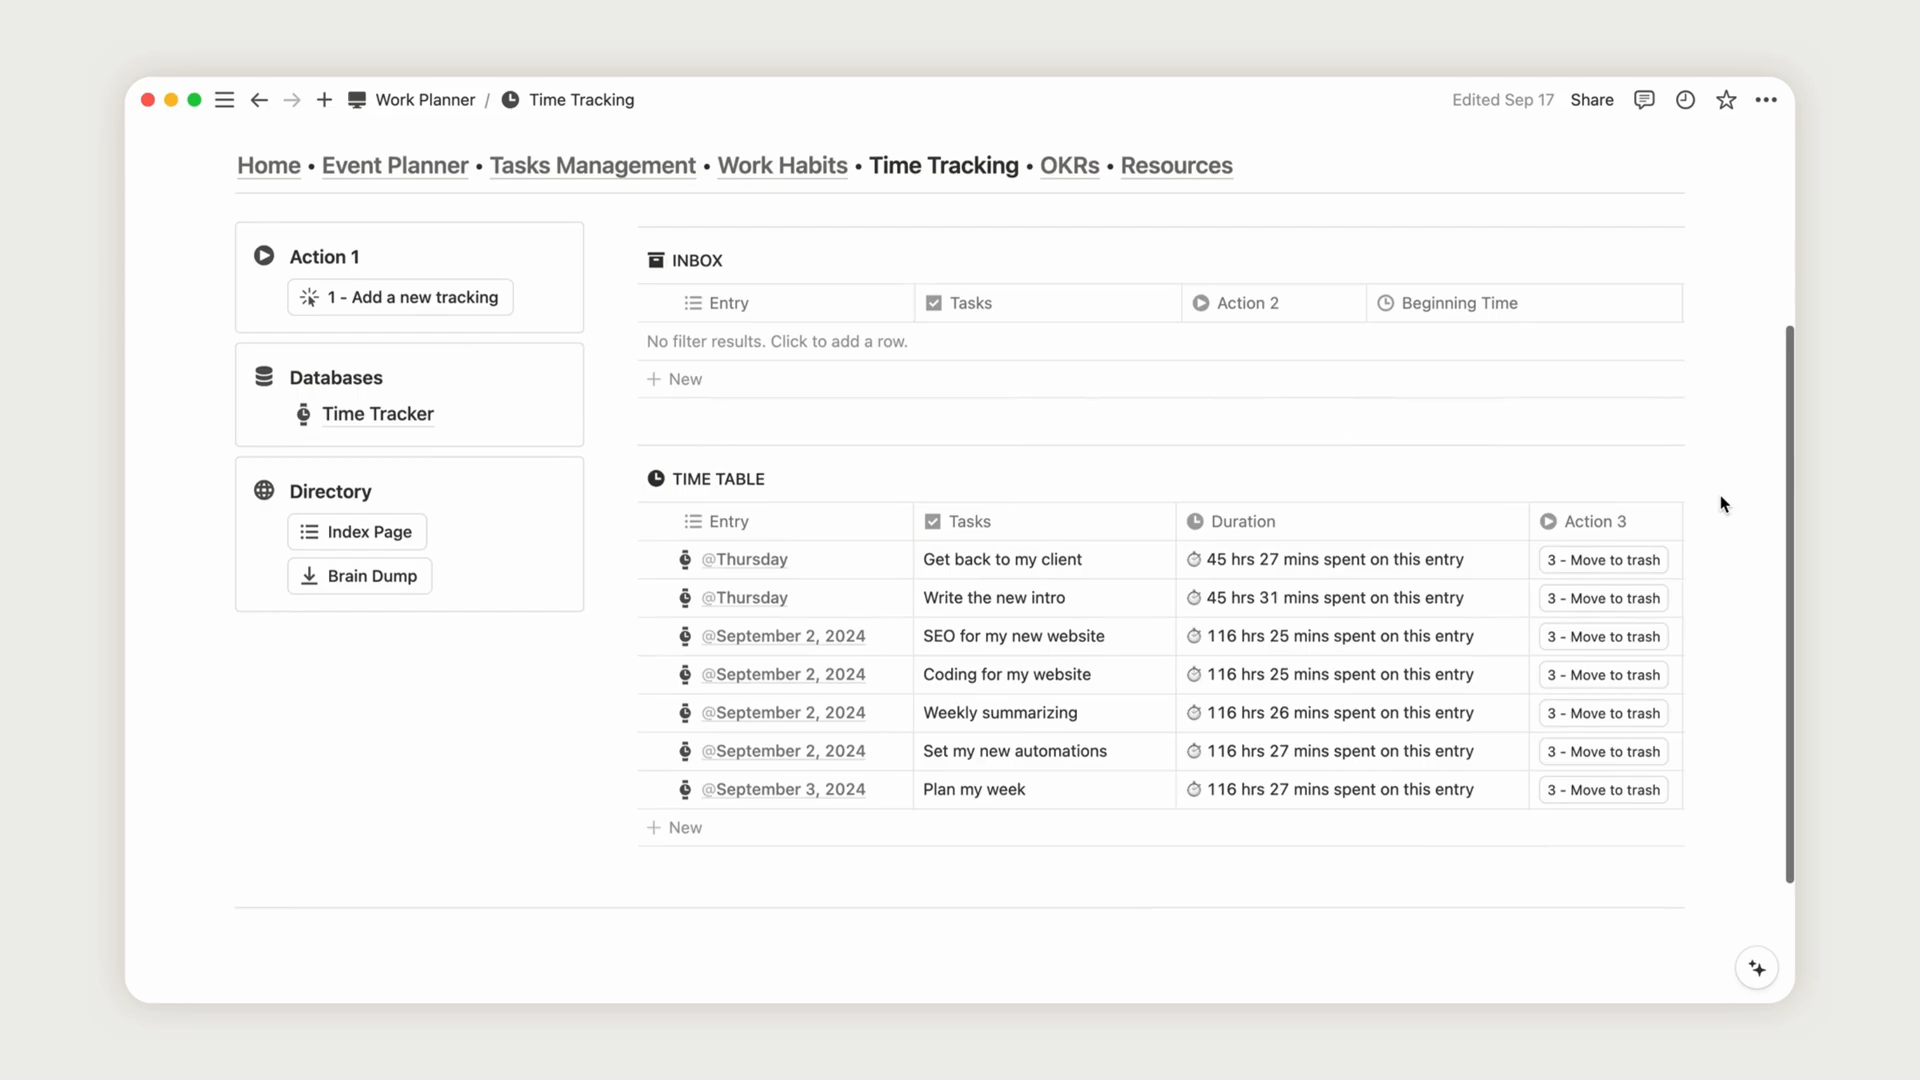 Work Planner / Time Tracking
Edited Sep 17 Share
Home • Event Planner • Tasks Management • Work Habits • Time Tracking • OKRs • Resources
Action 1
1 - Add a new tracking
Databases
Time Tracker
Directory
Index Page
Brain Dump
INBOX
Entry Tasks Action 2 Beginning Time
No filter results. Click to add a row.
+ New
TIME TABLE
Entry Tasks Duration Action 3
@Thursday Get back to my client 45 hrs 27 mins spent on this entry 3 - Move to trash
@Thursday Write the new intro 45 hrs 31 mins spent on this entry 3 - Move to trash
@September 2, 2024 SEO for my new website 116 hrs 25 mins spent on this entry 3 - Move to trash
@September 2, 2024 Coding for my website 116 hrs 25 mins spent on this entry 3 - Move to trash
@September 2, 2024 Weekly summarizing 116 hrs 26 mins spent on this entry 3 - Move to trash
@September 2, 2024 Set my new automations 116 hrs 27 mins spent on this entry 3 - Move to trash
@September 3, 2024 Plan my week 116 hrs 27 mins spent on this entry 3 - Move to trash
+ New